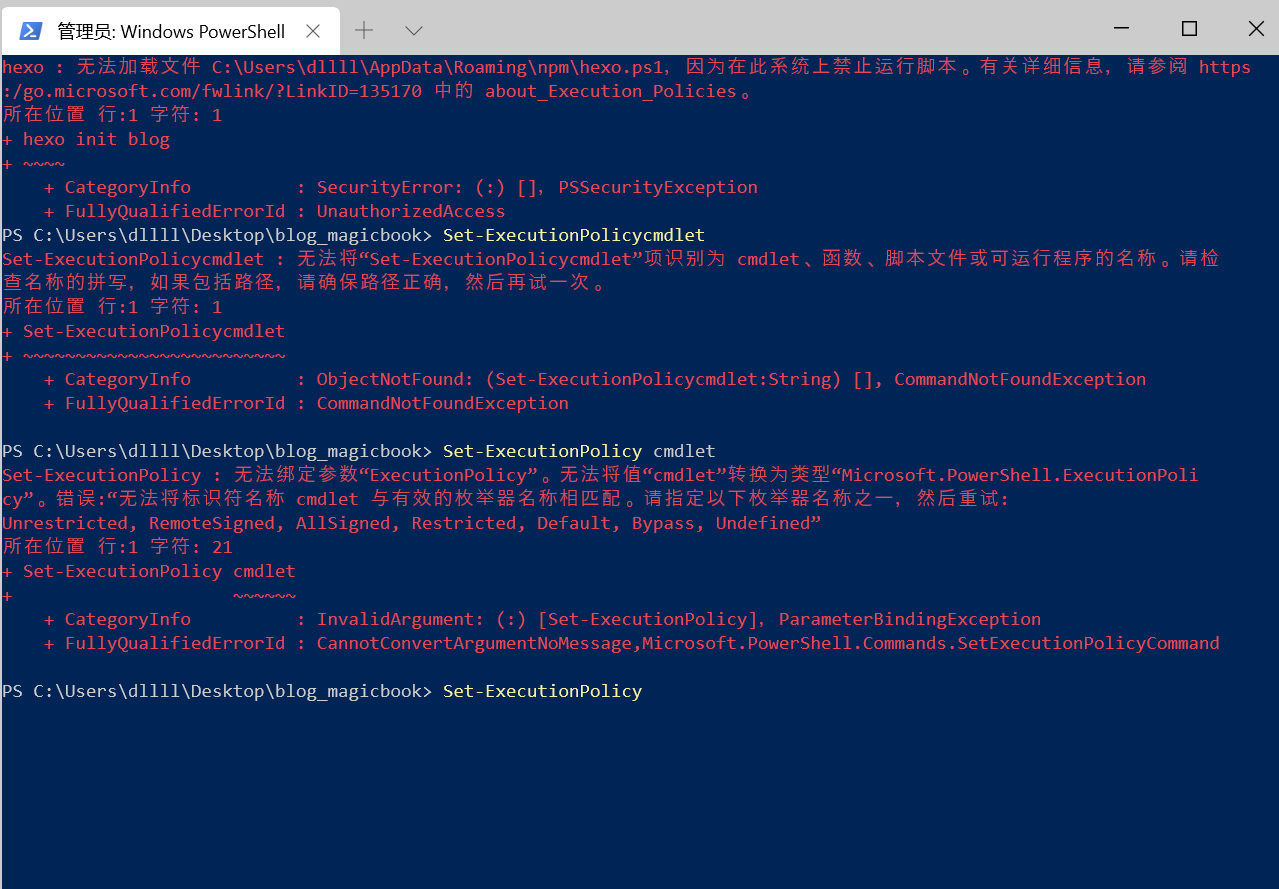 管理员: Windows PowerShell
hexo : 无法加载文件 C:\Users\dllll\AppData\Roaming\npm\hexo.ps1，因为在此系统上禁止运行脚本。有关详细信息，请参阅 https
:/go.microsoft.com/fwlink/?LinkID=135170 中的 about_Execution_Policies。
所在位置 行:1 字符: 1
+ hexo init blog
+ ~~~~
    + CategoryInfo          : SecurityError: (:) []，PSSecurityException
    + FullyQualifiedErrorId : UnauthorizedAccess
PS C:\Users\dllll\Desktop\blog_magicbook> Set-ExecutionPolicycmdlet
Set-ExecutionPolicycmdlet : 无法将“Set-ExecutionPolicycmdlet”项识别为 cmdlet、函数、脚本文件或可运行程序的名称。请检
查名称的拼写，如果包括路径，请确保路径正确，然后再试一次。
所在位置 行:1 字符: 1
+ Set-ExecutionPolicycmdlet
+ ~~~~~~~~~~~~~~~~~~~~~~~~~
    + CategoryInfo          : ObjectNotFound: (Set-ExecutionPolicycmdlet:String) [], CommandNotFoundException
    + FullyQualifiedErrorId : CommandNotFoundException
PS C:\Users\dllll\Desktop\blog_magicbook> Set-ExecutionPolicy cmdlet
Set-ExecutionPolicy : 无法绑定参数“ExecutionPolicy”。无法将值“cmdlet”转换为类型“Microsoft.PowerShell.ExecutionPoli
cy”。错误:“无法将标识符名称 cmdlet 与有效的枚举器名称相匹配。请指定以下枚举器名称之一，然后重试:
Unrestricted, RemoteSigned, AllSigned, Restricted, Default, Bypass, Undefined”
所在位置 行:1 字符: 21
+ Set-ExecutionPolicy cmdlet
+                     ~~~~~~
    + CategoryInfo          : InvalidArgument: (:) [Set-ExecutionPolicy]，ParameterBindingException
    + FullyQualifiedErrorId : CannotConvertArgumentNoMessage,Microsoft.PowerShell.Commands.SetExecutionPolicyCommand
PS C:\Users\dllll\Desktop\blog_magicbook> Set-ExecutionPolicy